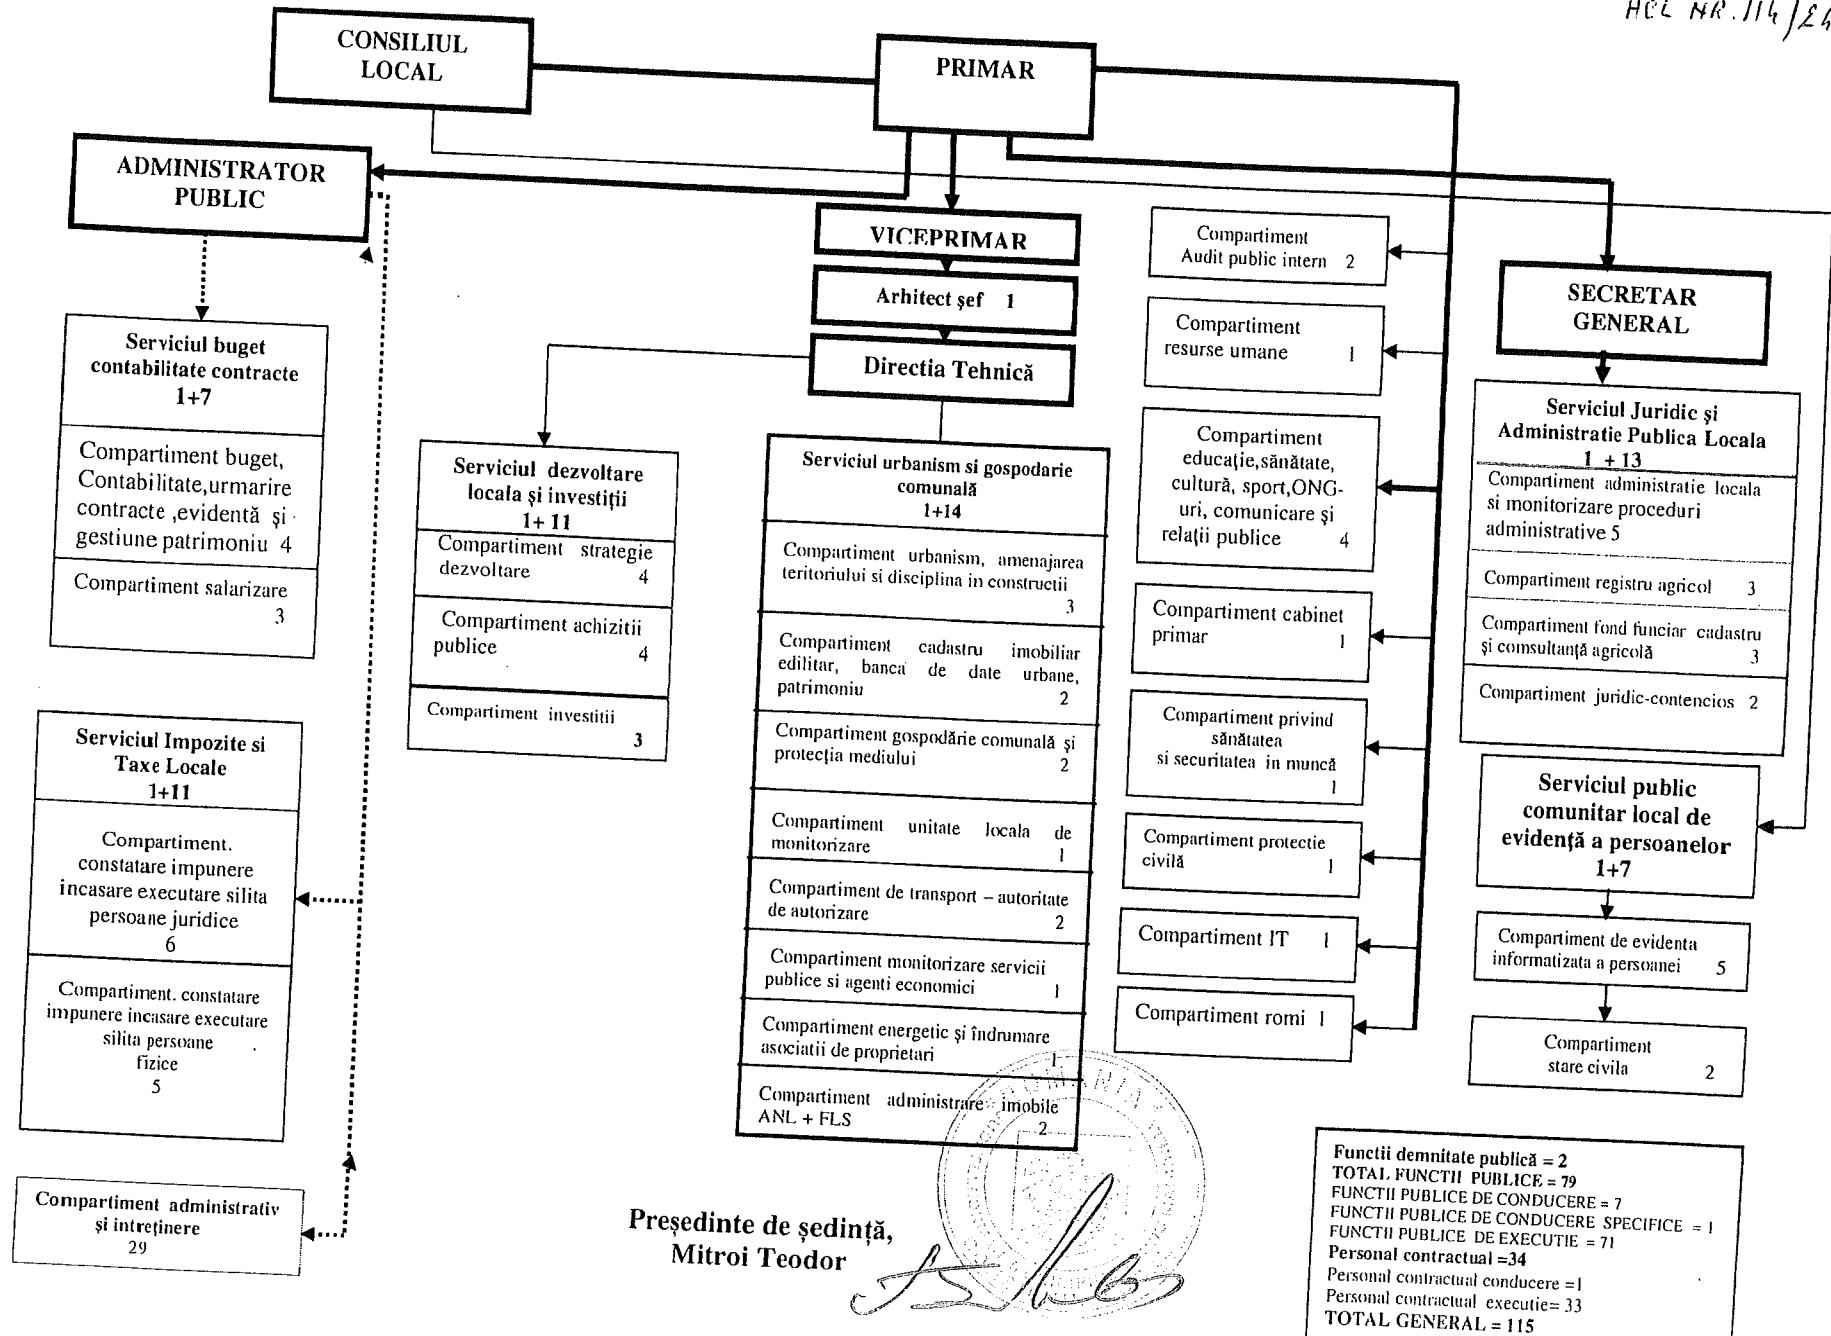 HCL NR. 114/24
CONSILIUL
LOCAL
PRIMAR
ADMINISTRATOR
PUBLIC
VICEPRIMAR
Arhitect şef 1
Directia Tehnică
SECRETAR
GENERAL
Serviciul buget
contabilitate contracte
1+7
Compartiment buget,
Contabilitate,urmarire
contracte ,evidentă şi
gestiune patrimoniu 4
Compartiment salarizare
3
Serviciul Impozite si
Taxe Locale
1+11
Compartiment.
constatare impunere
incasare executare silita
persoane juridice
6
Compartiment. constatare
impunere incasare executare
silita persoane
fizice
5
Compartiment administrativ
şi intreţinere
29
Serviciul dezvoltare
locala şi investiţii
1+ 11
Compartiment strategie
dezvoltare 4
Compartiment achizitii
publice 4
Compartiment investitii
3
Serviciul urbanism si gospodarie
comunală
1+14
Compartiment urbanism, amenajarea
teritoriului si disciplina in constructii
3
Compartiment cadastru imobiliar
edilitar, banca de date urbane,
patrimoniu 2
Compartiment gospodărie comunală şi
protecţia mediului 2
Compartiment unitate locala de
monitorizare 1
Compartiment de transport – autoritate
de autorizare 2
Compartiment monitorizare servicii
publice si agenti economici 1
Compartiment energetic şi îndrumare
asociatii de proprietari 1
Compartiment administrare imobile
ANL + FLS 2
Compartiment
Audit public intern 2
Compartiment
resurse umane 1
Compartiment
educaţie,sănătate,
cultură, sport,ONG-
uri, comunicare şi
relaţii publice 4
Compartiment cabinet
primar 1
Compartiment privind
sănătatea
si securitatea in muncă
1
Compartiment protectie
civilă 1
Compartiment IT 1
Compartiment romi 1
Serviciul Juridic şi
Administratie Publica Locala
1 + 13
Compartiment administratie locala
si monitorizare proceduri
administrative 5
Compartiment registru agricol 3
Compartiment fond funciar cadastru
şi comsultanţă agricolă 3
Compartiment juridic-contencios 2
Serviciul public
comunitar local de
evidenţă a persoanelor
1+7
Compartiment de evidenta
informatizata a persoanei 5
Compartiment
stare civila 2
Preşedinte de şedinţă,
Mitroi Teodor
ROMANIA
Functii demnitate publică = 2
TOTAL FUNCTII PUBLICE = 79
FUNCTII PUBLICE DE CONDUCERE = 7
FUNCTII PUBLICE DE CONDUCERE SPECIFICE = 1
FUNCTII PUBLICE DE EXECUTIE = 71
Personal contractual =34
Personal contractual conducere =1
Personal contractual executie= 33
TOTAL GENERAL = 115